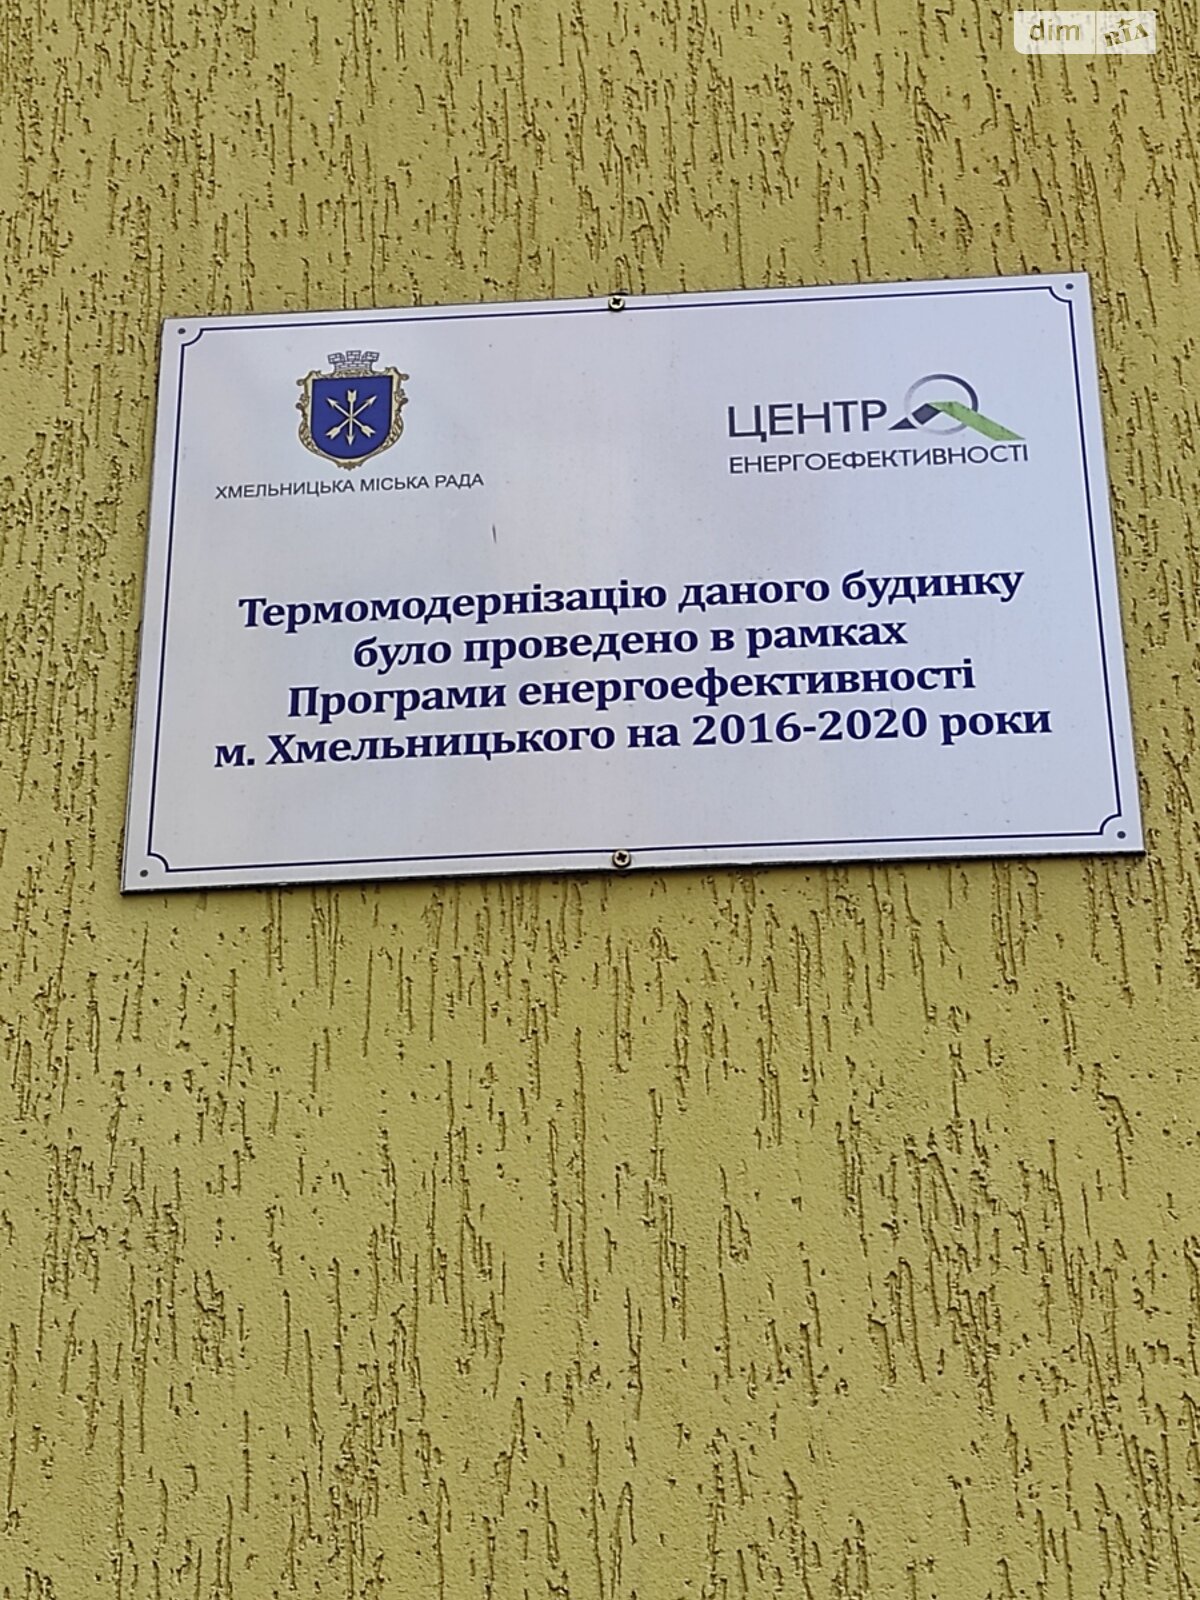 dim RIA
ХМЕЛЬНИЦЬКА МІСЬКА РАДА
ЦЕНТР
ЕНЕРГОЕФЕКТИВНОСТІ
Термомодернізацію даного будинку
було проведено в рамках
Програми енергоефективності
м. Хмельницького на 2016-2020 роки